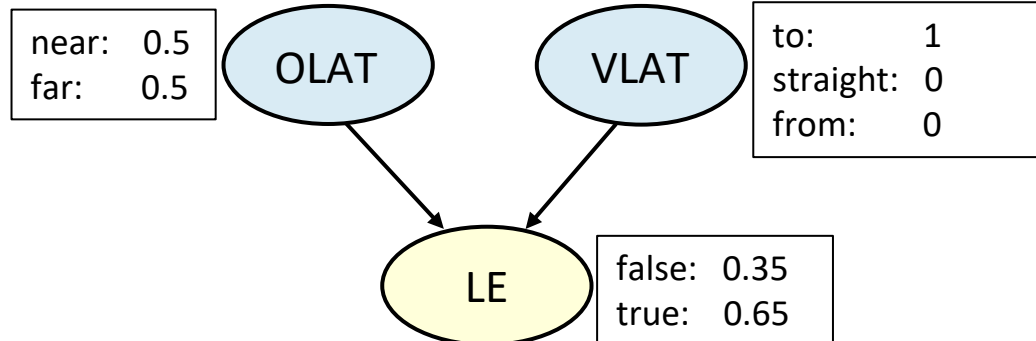 near: 0.5
far: 0.5
OLAT
VLAT
to: 1
straight: 0
from: 0
LE
false: 0.35
true: 0.65